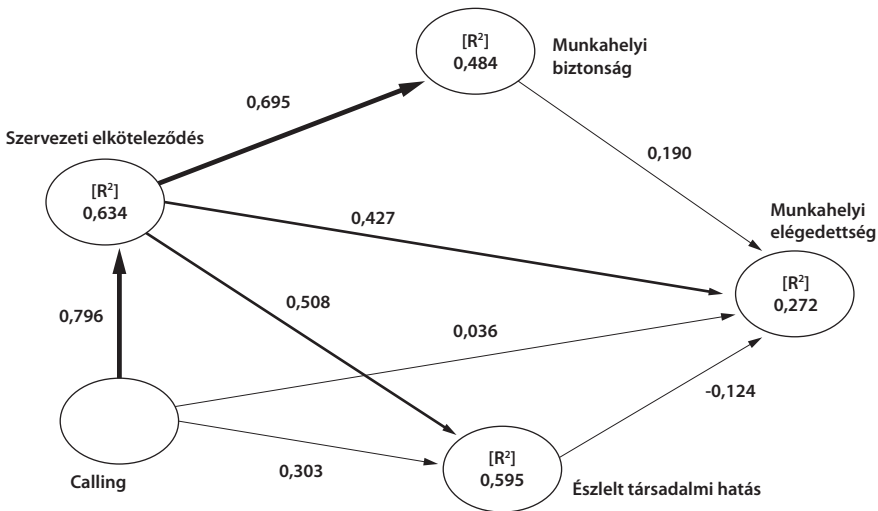 [R²]
0,484
Munkahelyi
biztonság
0,695
Szervezeti elköteleződés
0,190
[R²]
0,634
0,427
Munkahelyi
elégedettség
[R²]
0,272
0,508
0,796
0,036
-0,124
0,303
[R²]
0,595
Calling
Észlelt társadalmi hatás